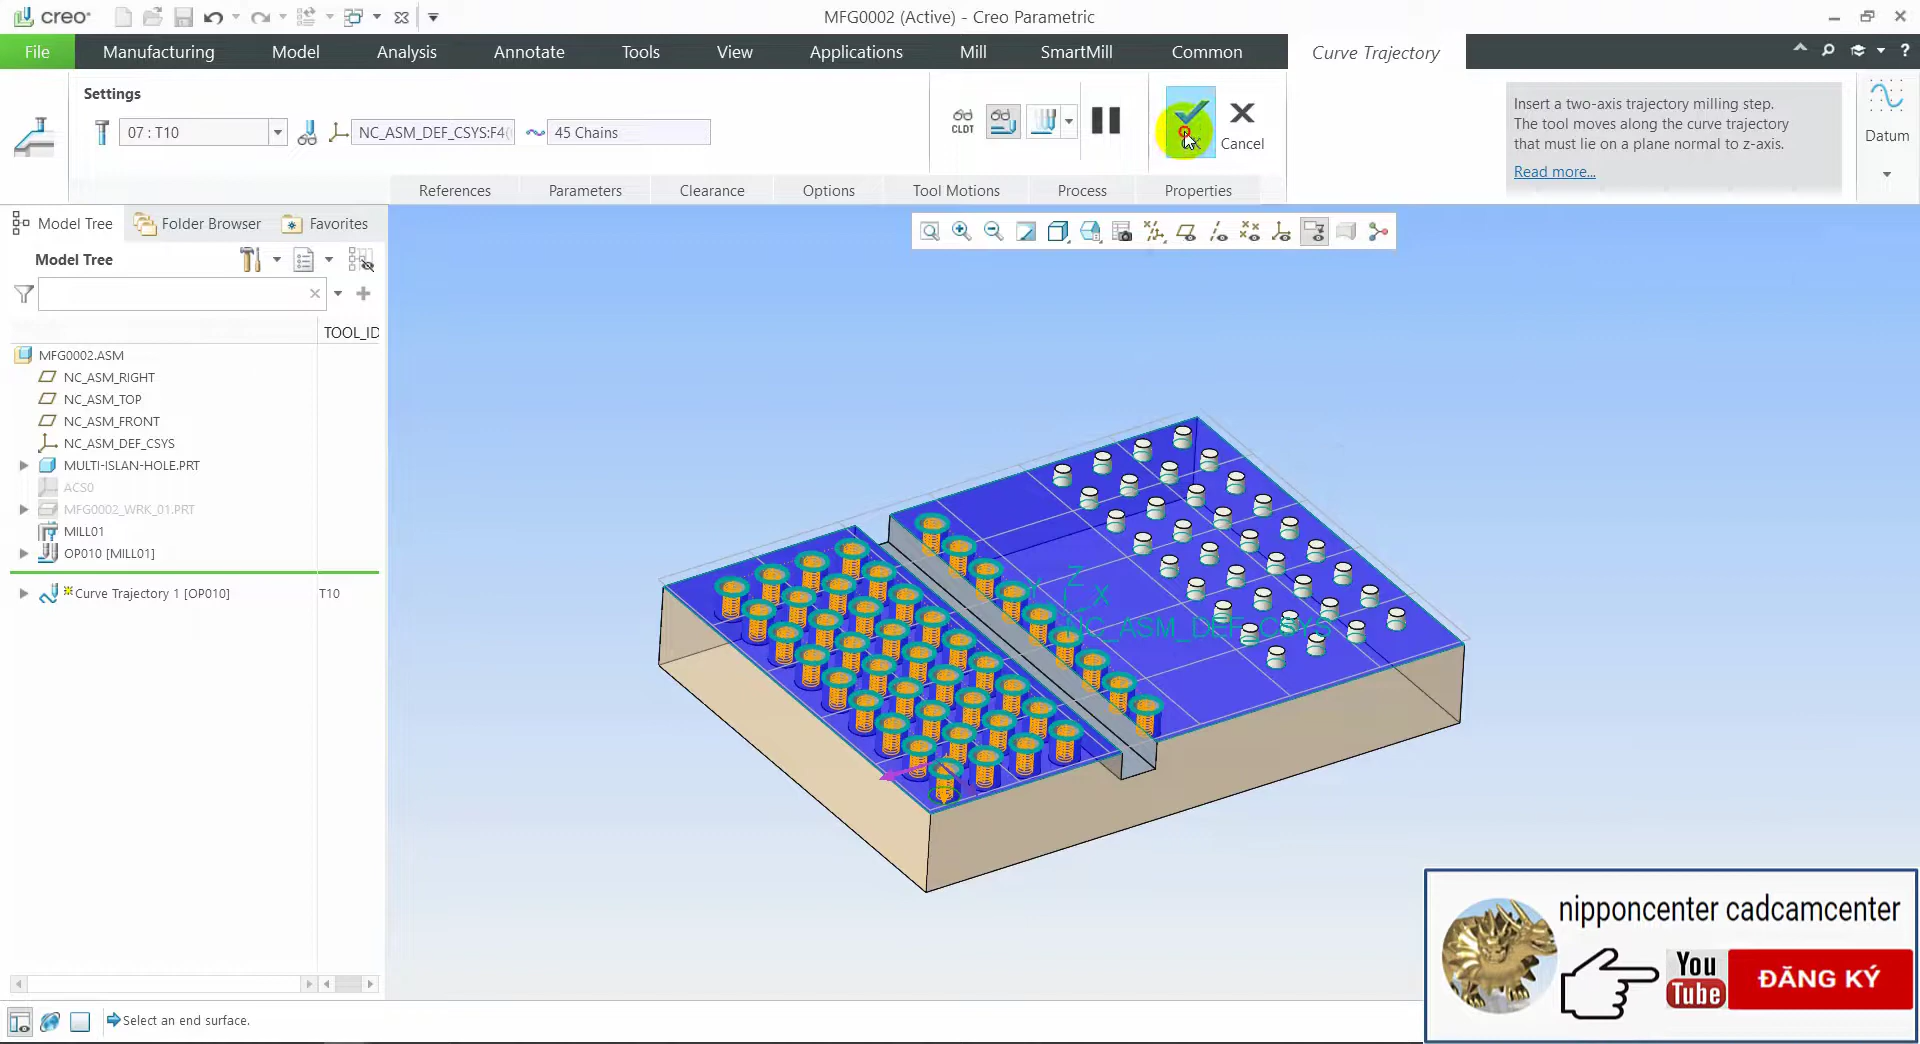 creo
MFG0002 (Active) - Creo Parametric
File
Manufacturing
Model
Analysis
Annotate
Tools
View
Applications
Mill
SmartMill
Common
Curve Trajectory
?
Settings
07 : T10
NC_ASM_DEF_CSYS:F4(
45 Chains
CLDT
Cancel
Insert a two-axis trajectory milling step.
The tool moves along the curve trajectory
that must lie on a plane normal to z-axis.
Read more...
Datum
References
Parameters
Clearance
Options
Tool Motions
Process
Properties
Model Tree
Folder Browser
Favorites
Model Tree
TOOL_ID
MFG0002.ASM
NC_ASM_RIGHT
NC_ASM_TOP
NC_ASM_FRONT
NC_ASM_DEF_CSYS
MULTI-ISLAN-HOLE.PRT
ACS0
MFG0002_WRK_01.PRT
MILL01
OP010 [MILL01]
Curve Trajectory 1 [OP010]
T10
Z
Y
X
NC_ASM_DEF_CSYS
nipponcenter cadcamcenter
You
Tube
ĐĂNG KÝ
Select an end surface.